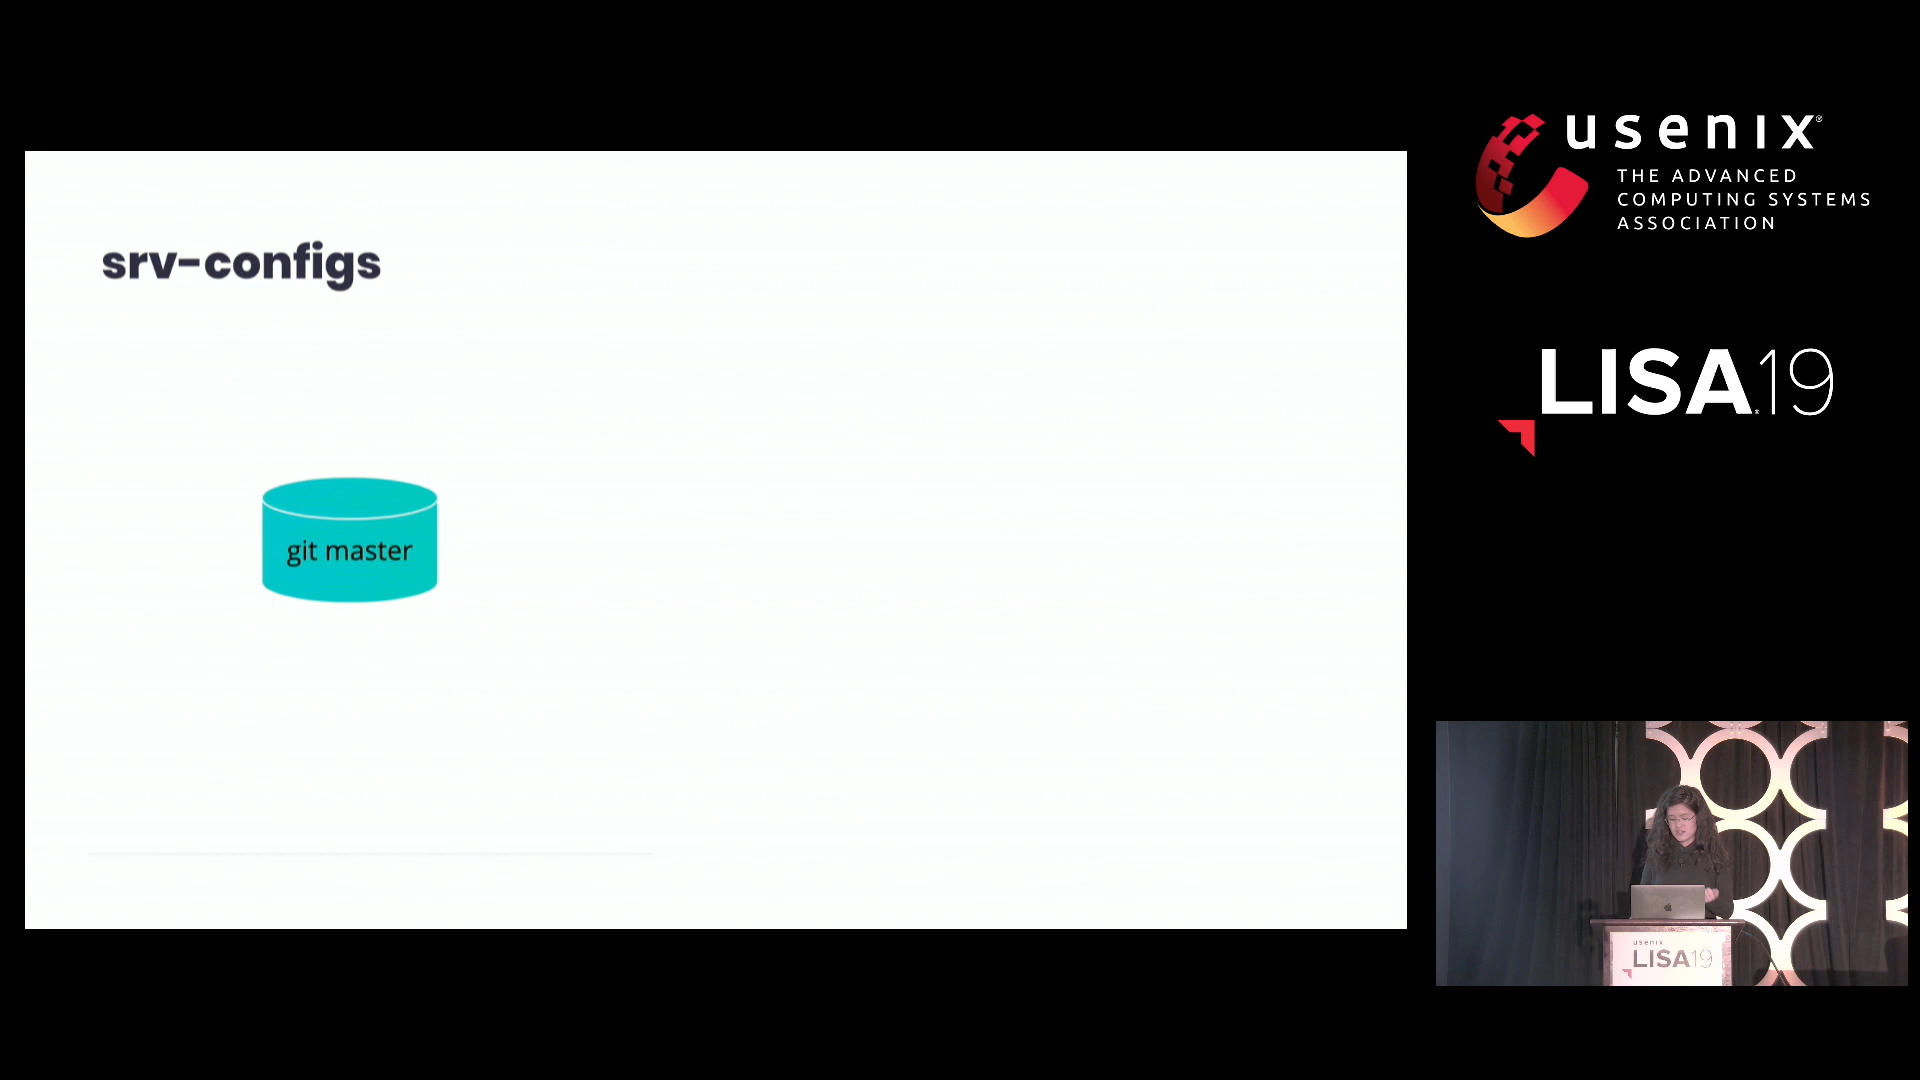 srv-configs
git master
usenix®
THE ADVANCED
COMPUTING SYSTEMS
ASSOCIATION
LISA19
usenix
LISA19